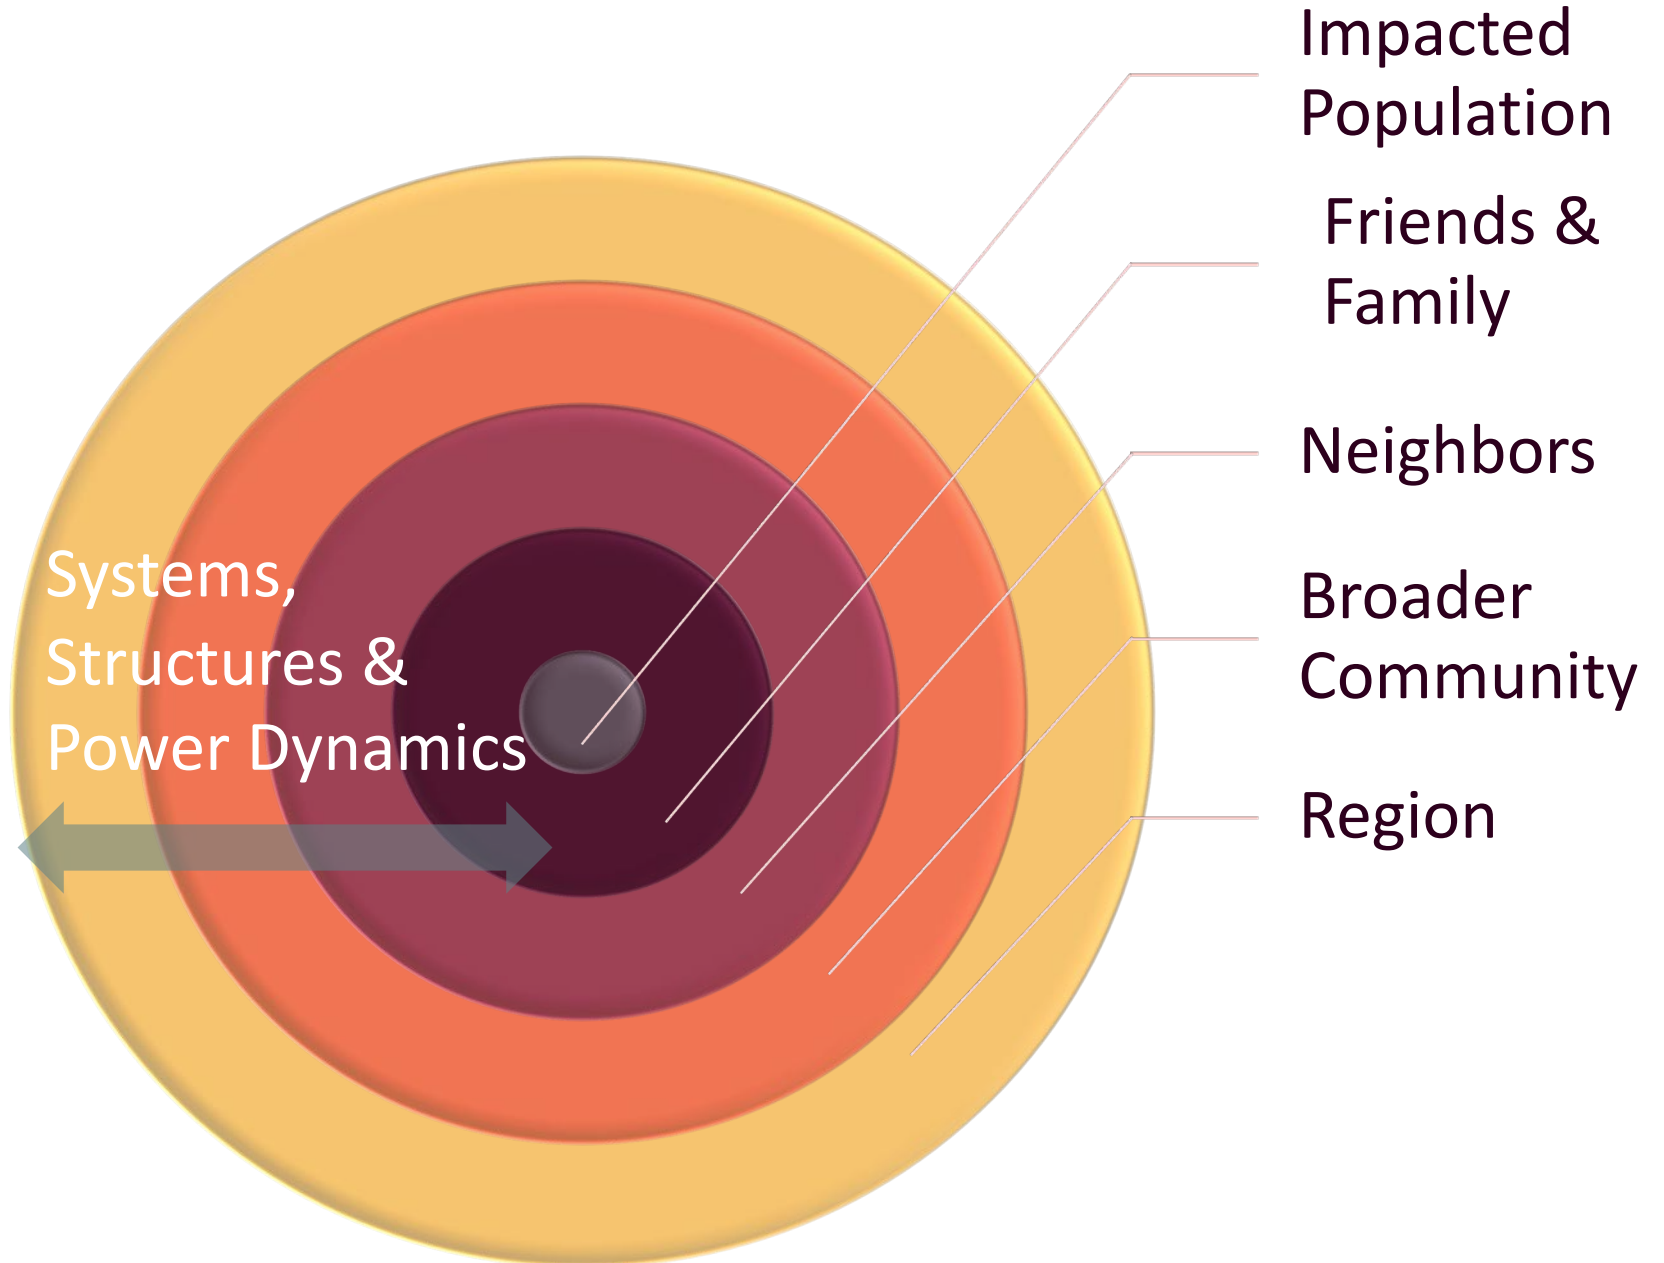 Impacted
Population
Friends &
Family
Neighbors
Broader
Community
Region
Systems,
Structures &
Power Dynamics